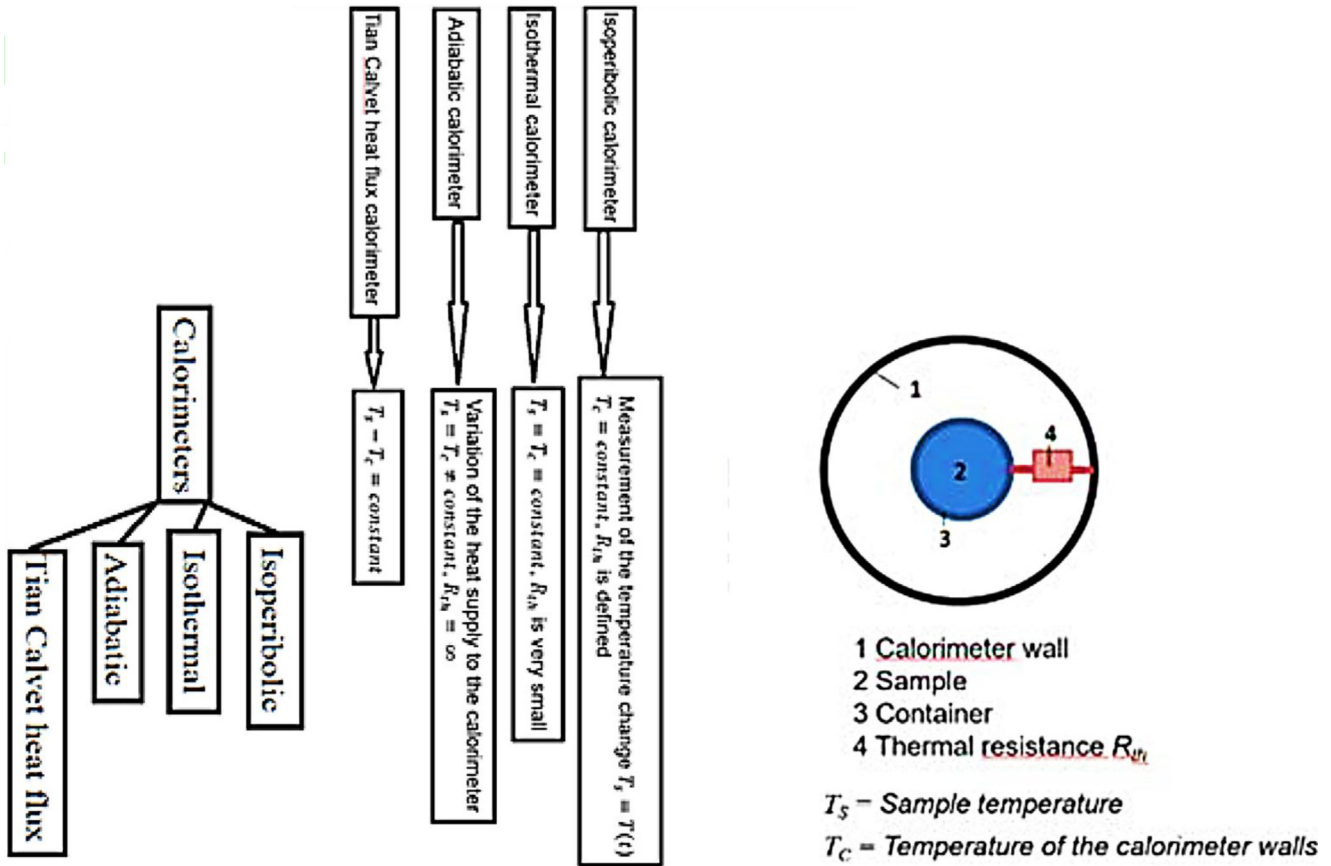 Isoperibolic calorimeter
Measurement of the temperature change T_s = T(t)
T_c = constant, R_th is defined
Isothermal calorimeter
T_s = T_c = constant, R_th is very small
Adiabatic calorimeter
Variation of the heat supply to the calorimeter
T_s = T_c ≠ constant, R_th = ∞
Tian Calvet heat flux calorimeter
T_s − T_c = constant
Calorimeters
Isoperibolic
Isothermal
Adiabatic
Tian Calvet heat flux
1
2
3
4
1 Calorimeter wall
2 Sample
3 Container
4 Thermal resistance R_th
T_S = Sample temperature
T_C = Temperature of the calorimeter walls